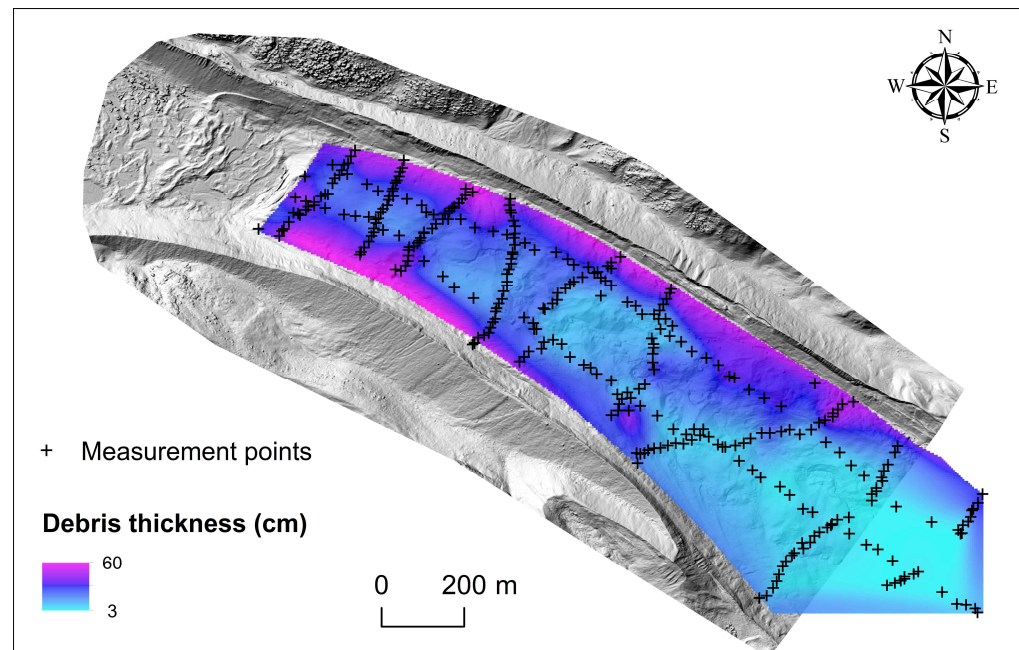 N
W E
S
+ Measurement points
Debris thickness (cm)
60
3
0 200 m